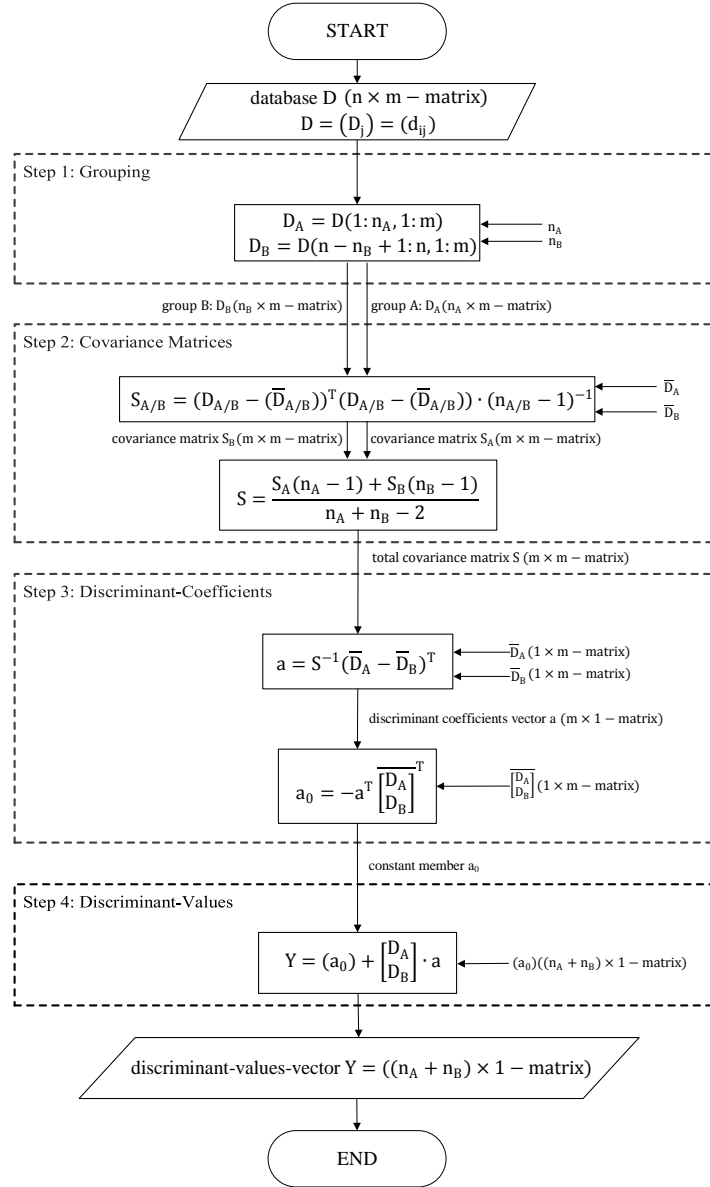 START
database D (n × m − matrix)
D = (D_j) = (d_ij)
Step 1: Grouping
D_A = D(1: n_A, 1: m)
D_B = D(n − n_B + 1: n, 1: m)
n_A
n_B
group B: D_B(n_B × m − matrix)
group A: D_A(n_A × m − matrix)
Step 2: Covariance Matrices
S_A/B = (D_A/B − (D̅_A/B))^T(D_A/B − (D̅_A/B)) · (n_A/B − 1)^−1
D̅_A
D̅_B
covariance matrix S_B(m × m − matrix)
covariance matrix S_A(m × m − matrix)
S = S_A(n_A − 1) + S_B(n_B − 1)
n_A + n_B − 2
total covariance matrix S (m × m − matrix)
Step 3: Discriminant-Coefficients
a = S^−1(D̅_A − D̅_B)^T
D̅_A(1 × m − matrix)
D̅_B(1 × m − matrix)
discriminant coefficients vector a (m × 1 − matrix)
a_0 = −a^T [D_A
D_B]^T
[D_A
D_B](1 × m − matrix)
constant member a_0
Step 4: Discriminant-Values
Y = (a_0) + [D_A
D_B] · a
(a_0)((n_A + n_B) × 1 − matrix)
discriminant-values-vector Y = ((n_A + n_B) × 1 − matrix)
END